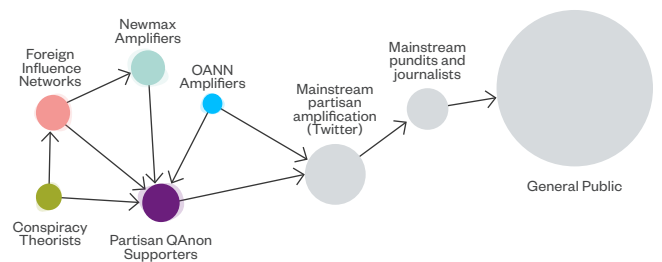 Newmax
Amplifiers
Foreign
Influence
Networks
OANN
Amplifiers
Mainstream
pundits and
journalists
Mainstream
partisan
amplification
(Twitter)
General Public
Conspiracy
Theorists
Partisan QAnon
Supporters